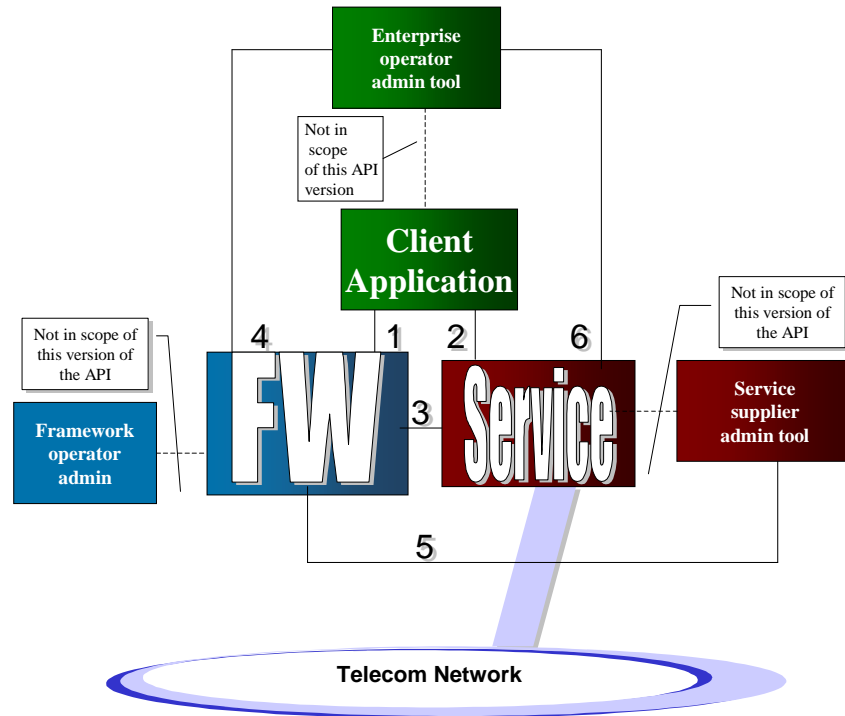 Enterprise
operator
admin tool
Not in
scope
of this API
version
Client
Application
Not in scope of
this version of
the API
Not in scope of
this version of
the API
4
1
2
6
FW
3
Service
Framework
operator
admin
Service
supplier
admin tool
5
Telecom Network